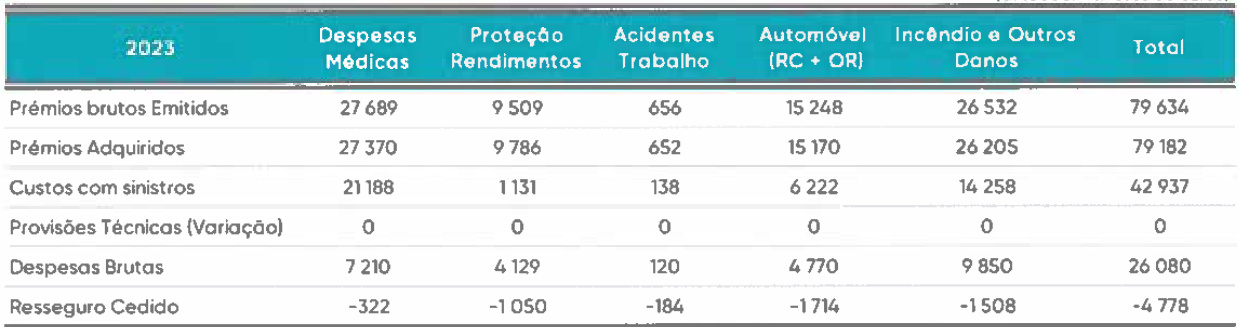 2023 Despesas Médicas Proteção Rendimentos Acidentes Trabalho Automóvel (RC + OR) Incêndio e Outros Danos Total
Prémios brutos Emitidos 27 689 9 509 656 15 248 26 532 79 634
Prémios Adquiridos 27 370 9 786 652 15 170 26 205 79 182
Custos com sinistros 21 188 1 131 138 6 222 14 258 42 937
Provisões Técnicas (Variação) 0 0 0 0 0 0
Despesas Brutas 7 210 4 129 120 4 770 9 850 26 080
Resseguro Cedido -322 -1 050 -184 -1 714 -1 508 -4 778